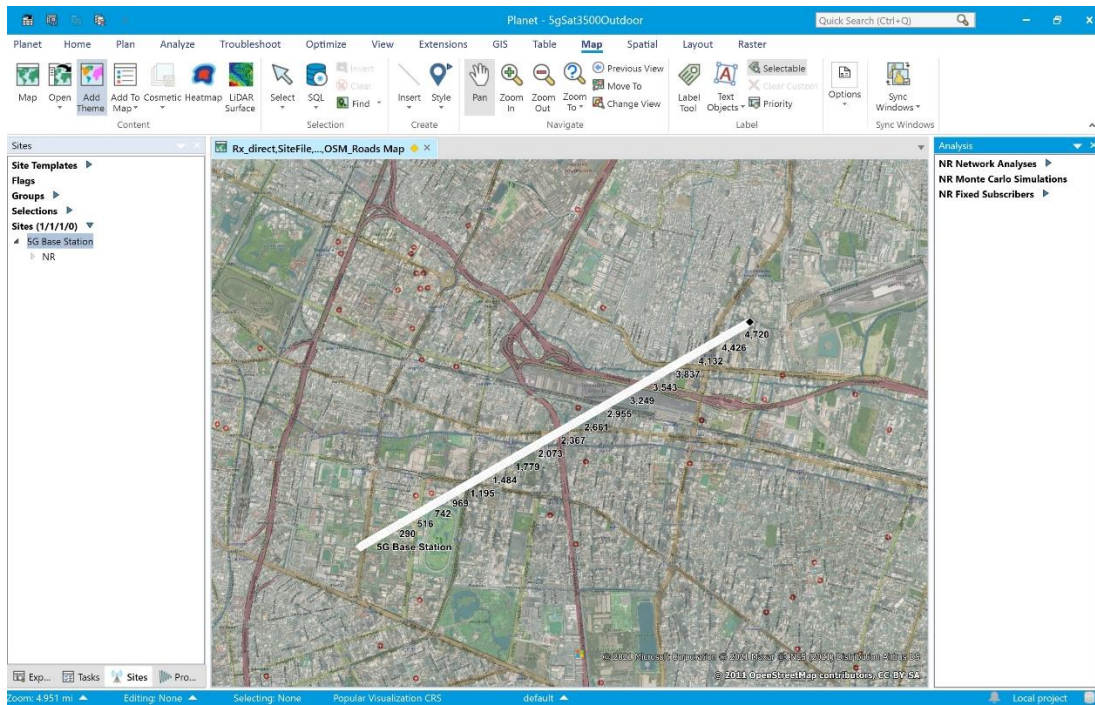 Planet - 5gSat3500Outdoor
Quick Search (Ctrl+Q)
Planet Home Plan Analyze Troubleshoot Optimize View Extensions GIS Table Map Spatial Layout Raster
Map
Open
Add Theme
Add To Map
Cosmetic
Heatmap
LiDAR Surface
Content
Select
SQL
Invert
Clear
Find
Selection
Insert
Style
Create
Pan
Zoom In
Zoom Out
Zoom To
Previous View
Move To
Change View
Navigate
Label Tool
Text Objects
Selectable
Clear Custom
Priority
Label
Options
Sync Windows
Sync Windows
Sites
Site Templates
Flags
Groups
Selections
Sites (1/1/1/0)
5G Base Station
NR
Exp... Tasks Sites Pro...
Rx_direct,SiteFile,...,OSM_Roads Map
4,720
4,426
4,132
3,837
3,543
3,249
2,955
2,661
2,367
2,073
1,779
1,484
1,195
969
742
516
290
5G Base Station
© 2011 OpenStreetMap contributors, CC-BY-SA
Analysis
NR Network Analyses
NR Monte Carlo Simulations
NR Fixed Subscribers
Zoom: 4.951 mi Editing: None Selecting: None Popular Visualization CRS default Local project